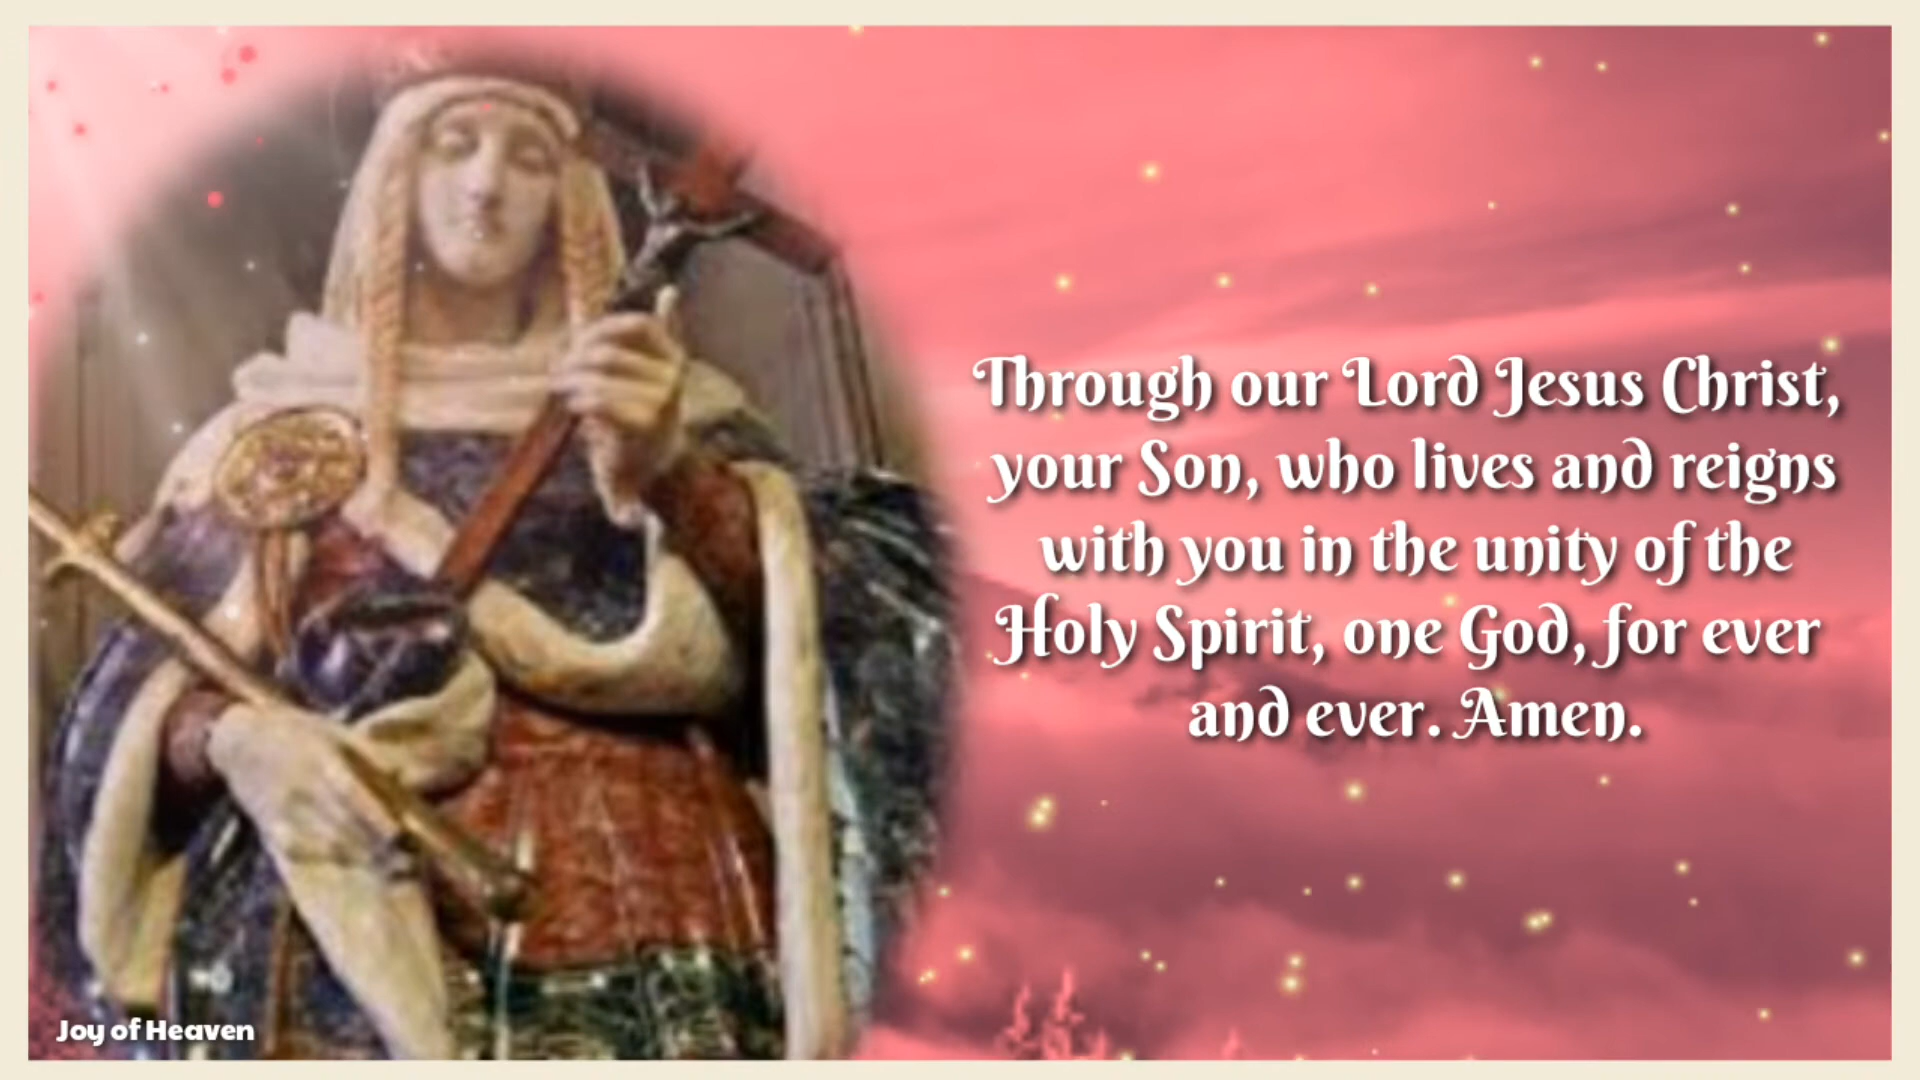 Through our Lord Jesus Christ,
your Son, who lives and reigns
with you in the unity of the
Holy Spirit, one God, for ever
and ever. Amen.
Joy of Heaven